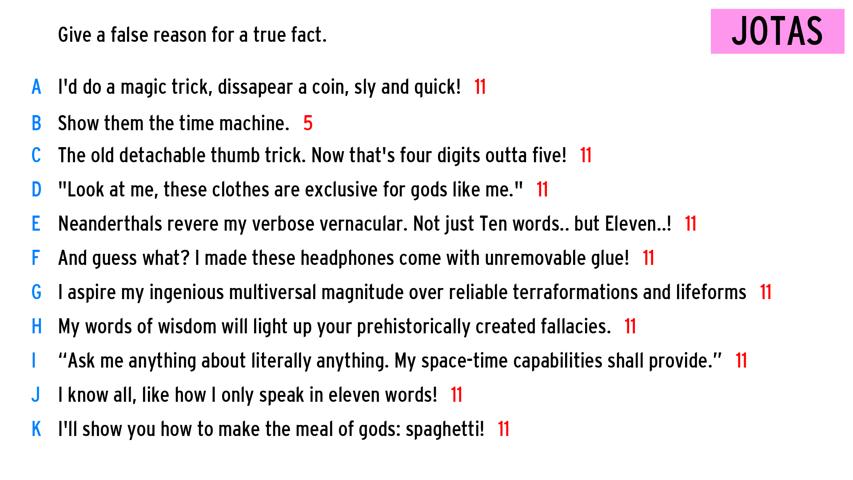 Give a false reason for a true fact.
JOTAS
A I'd do a magic trick, dissapear a coin, sly and quick! 11
B Show them the time machine. 5
C The old detachable thumb trick. Now that's four digits outta five! 11
D "Look at me, these clothes are exclusive for gods like me." 11
E Neanderthals revere my verbose vernacular. Not just Ten words.. but Eleven..! 11
F And guess what? I made these headphones come with unremovable glue! 11
G I aspire my ingenious multiversal magnitude over reliable terraformations and lifeforms 11
H My words of wisdom will light up your prehistorically created fallacies. 11
I “Ask me anything about literally anything. My space-time capabilities shall provide.” 11
J I know all, like how I only speak in eleven words! 11
K I'll show you how to make the meal of gods: spaghetti! 11